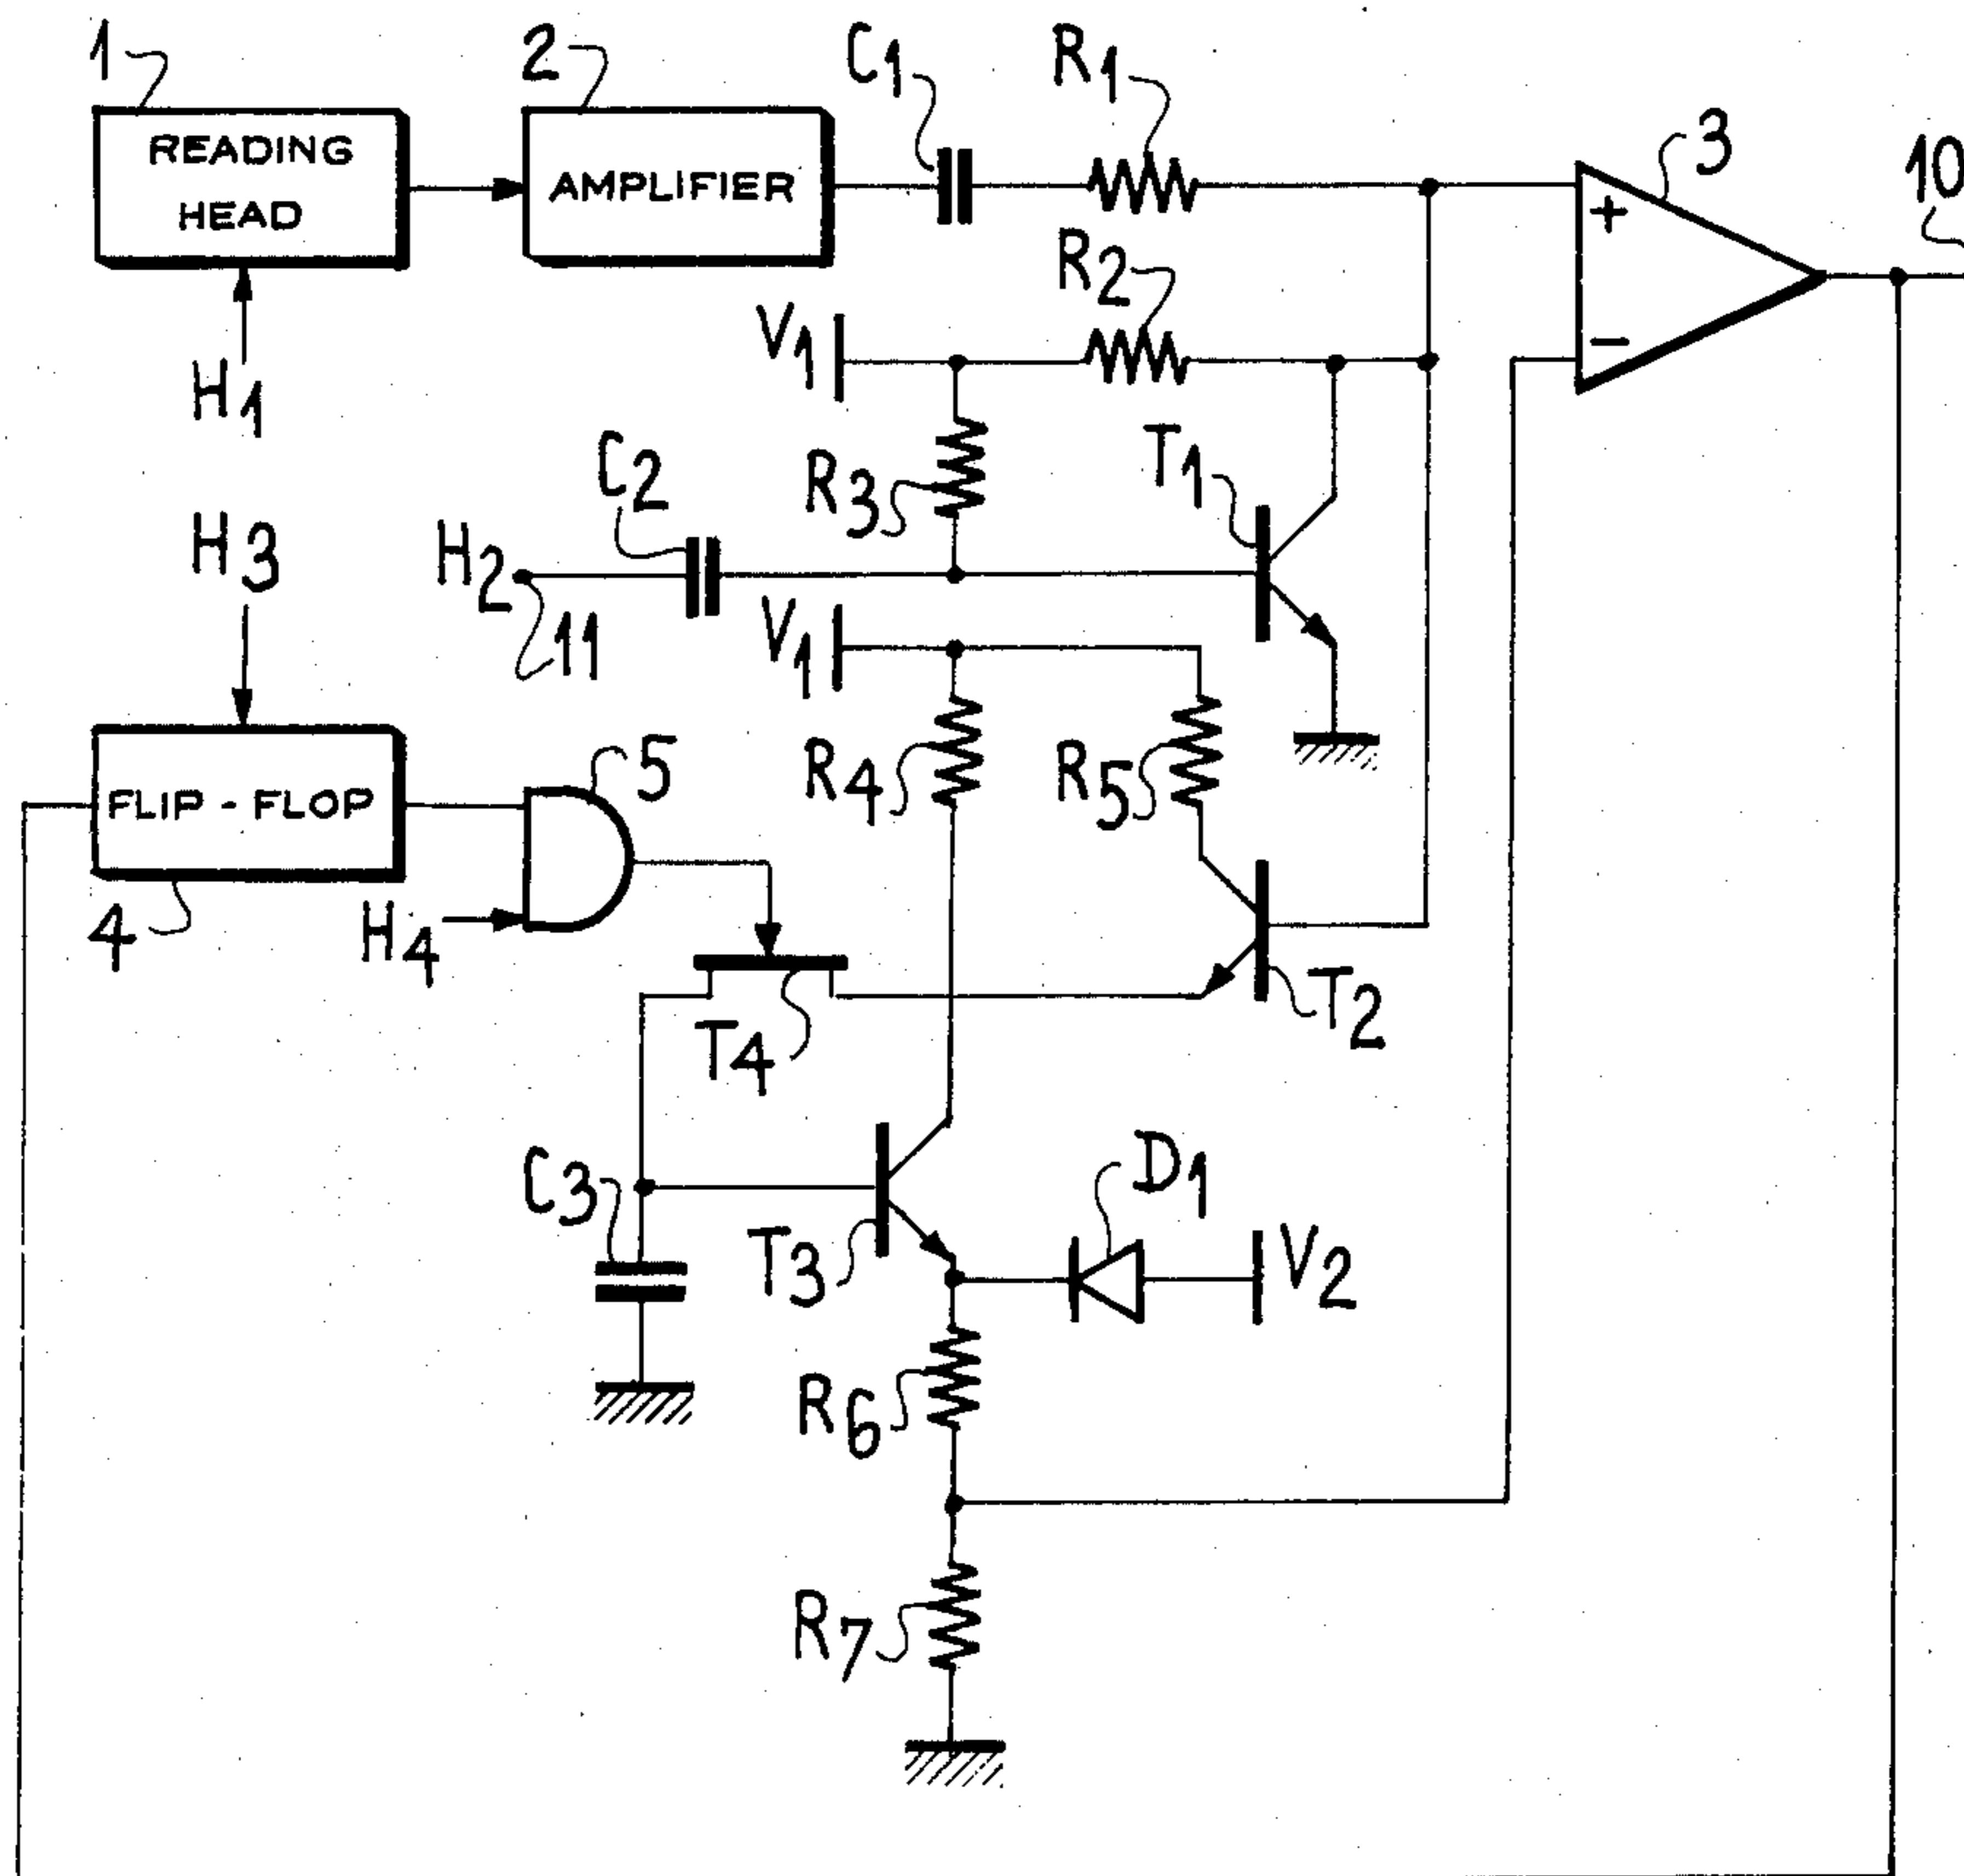 1
2
C1
R1
3
10
READING
HEAD
AMPLIFIER
+
R2
V1
−
H1
C2
R3
T1
H3
H2
11
V1
R4
R5
5
FLIP - FLOP
4
H4
T2
T4
C3
T3
D1
V2
R6
R7